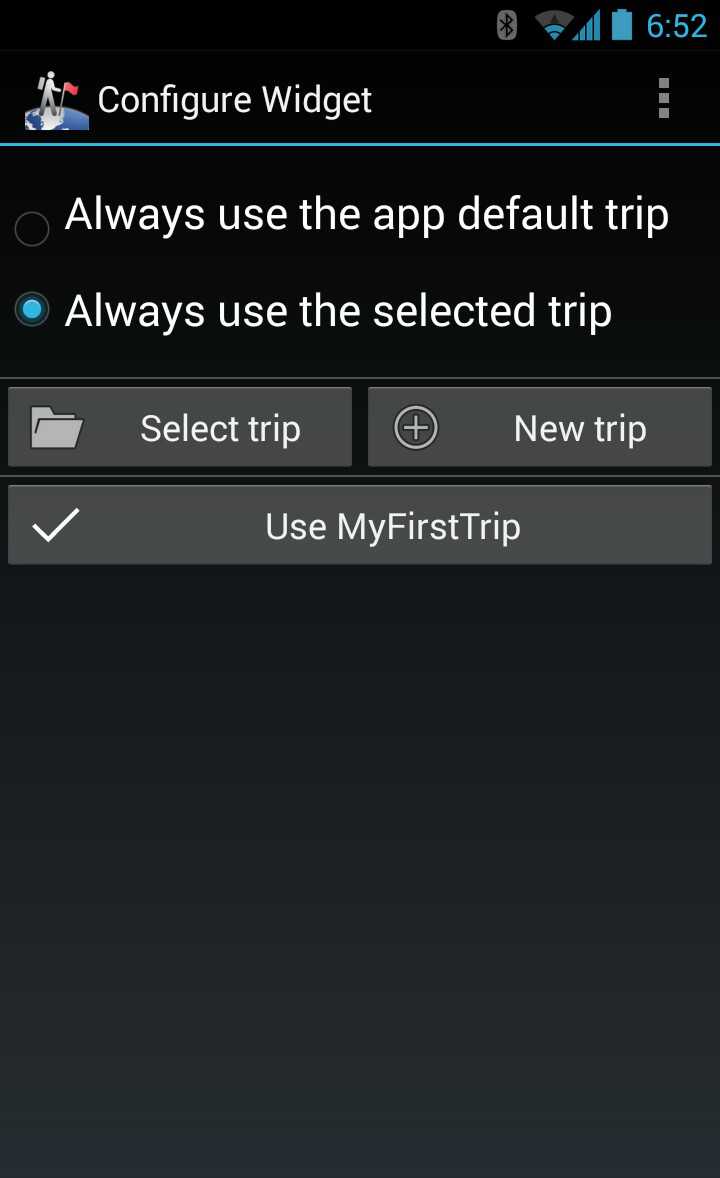 6:52
Configure Widget
Always use the app default trip
Always use the selected trip
Select trip
New trip
Use MyFirstTrip